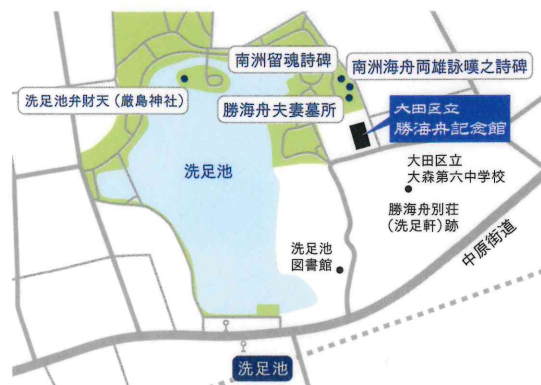 南洲留魂詩碑
南洲海舟両雄詠嘆之詩碑
洗足池弁財天(厳島神社)
勝海舟夫妻墓所
大田区立
勝海舟記念館
洗足池
大田区立
大森第六中学校
勝海舟別荘
(洗足軒)跡
中原街道
洗足池
図書館
洗足池